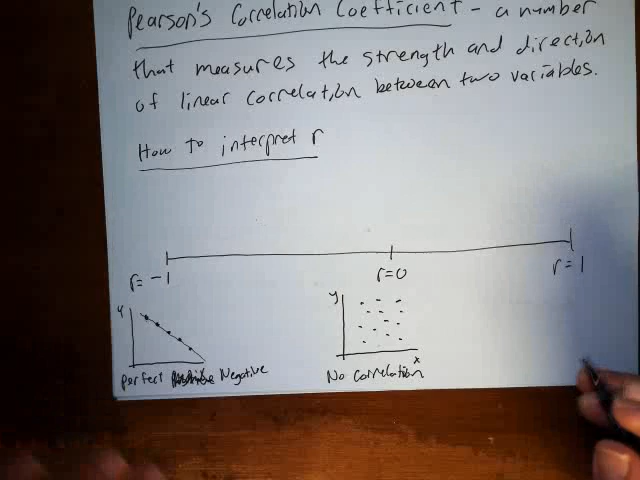 Pearson's Correlation Coefficient - a number
that measures the strength and direction
of linear correlation between two variables.
How to interpret r
r= -1
r=0
r=1
y
y
x
Perfect Negative
No Correlation